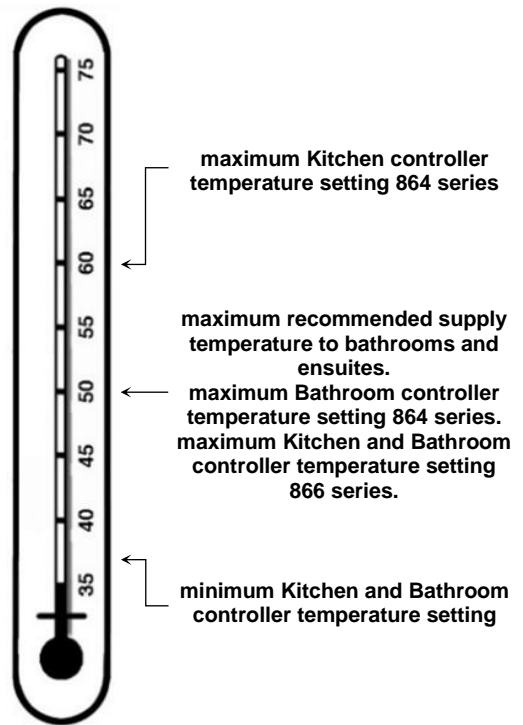 75
70
65
60
55
50
45
40
35
maximum Kitchen controller
temperature setting 864 series
maximum recommended supply
temperature to bathrooms and
ensuites.
maximum Bathroom controller
temperature setting 864 series.
maximum Kitchen and Bathroom
controller temperature setting
866 series.
minimum Kitchen and Bathroom
controller temperature setting